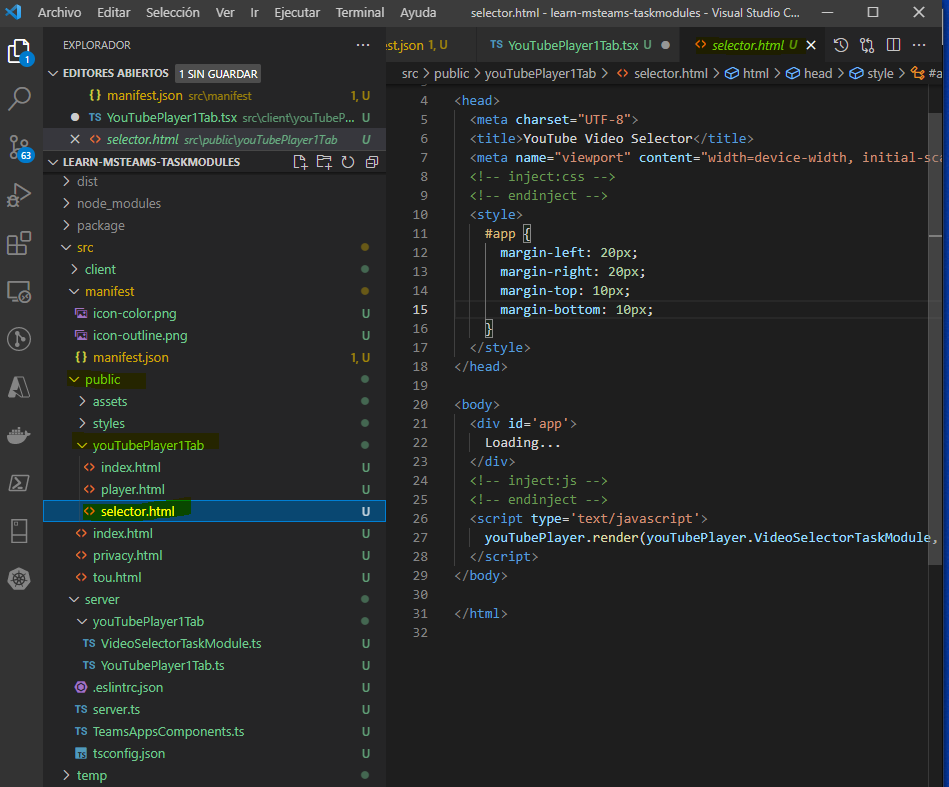 Archivo Editar Selección Ver Ir Ejecutar Terminal Ayuda selector.html - learn-msteams-taskmodules - Visual Studio C...
EXPLORADOR
EDITORES ABIERTOS 1 SIN GUARDAR
{} manifest.json src\manifest 1, U
TS YouTubePlayer1Tab.tsx src\client\youTubeP... U
<> selector.html src\public\youTubePlayer1Tab U
LEARN-MSTEAMS-TASKMODULES
dist
node_modules
package
src
client
manifest
icon-color.png U
icon-outline.png U
{} manifest.json 1, U
public
assets
styles
youTubePlayer1Tab
<> index.html U
<> player.html U
<> selector.html U
<> index.html U
<> privacy.html U
<> tou.html U
server
youTubePlayer1Tab
TS VideoSelectorTaskModule.ts U
TS YouTubePlayer1Tab.ts U
.eslintrc.json U
TS server.ts U
TS TeamsAppsComponents.ts U
TS tsconfig.json U
temp
1
63
est.json 1, U TS YouTubePlayer1Tab.tsx U <> selector.html U
src > public > youTubePlayer1Tab > <> selector.html > html > head > style > #a
4 <head>
5 <meta charset="UTF-8">
6 <title>YouTube Video Selector</title>
7 <meta name="viewport" content="width=device-width, initial-sca
8 <!-- inject:css -->
9 <!-- endinject -->
10 <style>
11 #app {
12 margin-left: 20px;
13 margin-right: 20px;
14 margin-top: 10px;
15 margin-bottom: 10px;
16 }
17 </style>
18 </head>
19
20 <body>
21 <div id='app'>
22 Loading...
23 </div>
24 <!-- inject:js -->
25 <!-- endinject -->
26 <script type='text/javascript'>
27 youTubePlayer.render(youTubePlayer.VideoSelectorTaskModule,
28 </script>
29 </body>
30
31 </html>
32